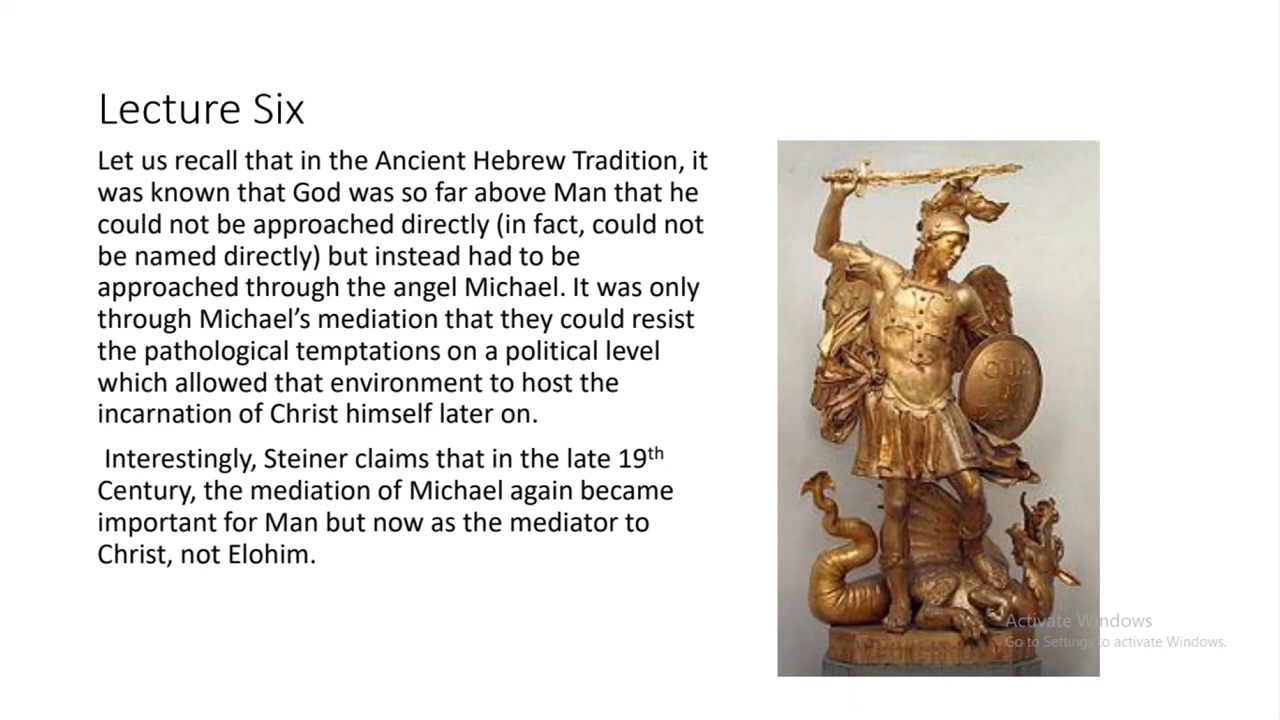 Lecture Six
Let us recall that in the Ancient Hebrew Tradition, it
was known that God was so far above Man that he
could not be approached directly (in fact, could not
be named directly) but instead had to be
approached through the angel Michael. It was only
through Michael’s mediation that they could resist
the pathological temptations on a political level
which allowed that environment to host the
incarnation of Christ himself later on.
Interestingly, Steiner claims that in the late 19th
Century, the mediation of Michael again became
important for Man but now as the mediator to
Christ, not Elohim.
Activate Windows
Go to Settings to activate Windows.